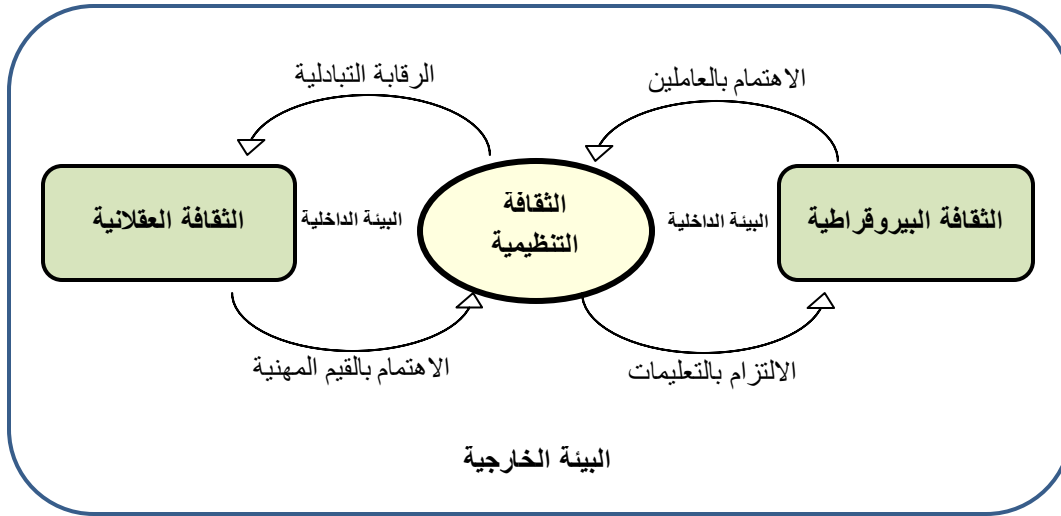 الاهتمام بالعاملين
الرقابة التبادلية
الثقافة البيروقراطية
البيئة الداخلية
الثقافة
التنظيمية
البيئة الداخلية
الثقافة العقلانية
الالتزام بالتعليمات
الاهتمام بالقيم المهنية
البيئة الخارجية